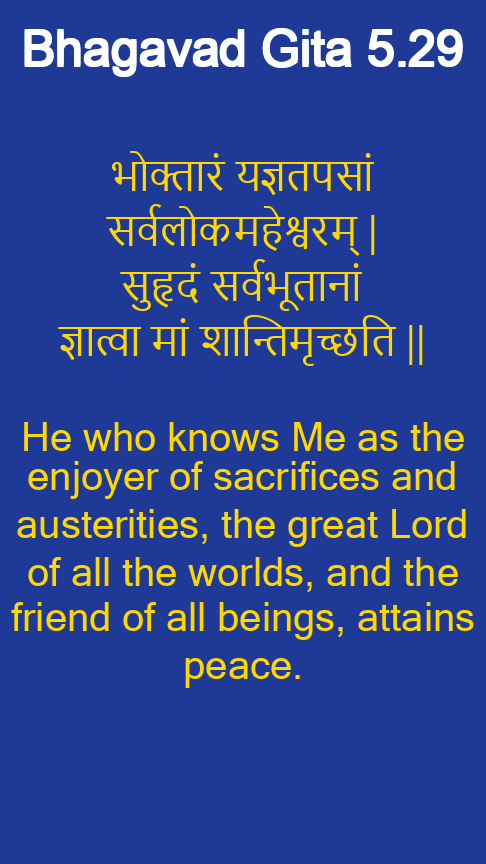 Bhagavad Gita 5.29
भोक्तारं यज्ञतपसां
सर्वलोकमहेश्वरम् |
सुहृदं सर्वभूतानां
ज्ञात्वा मां शान्तिमृच्छति ||
He who knows Me as the
enjoyer of sacrifices and
austerities, the great Lord
of all the worlds, and the
friend of all beings, attains
peace.